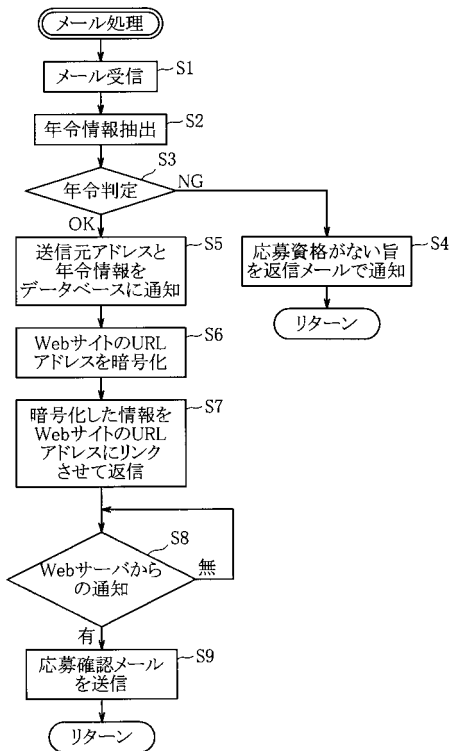 メール処理
メール受信
S1
年令情報抽出
S2
年令判定
S3
NG
OK
送信元アドレスと
年令情報を
データベースに通知
S5
応募資格がない旨
を返信メールで通知
S4
リターン
WebサイトのURL
アドレスを暗号化
S6
暗号化した情報を
WebサイトのURL
アドレスにリンク
させて返信
S7
Webサーバから
の通知
S8
無
有
応募確認メール
を送信
S9
リターン